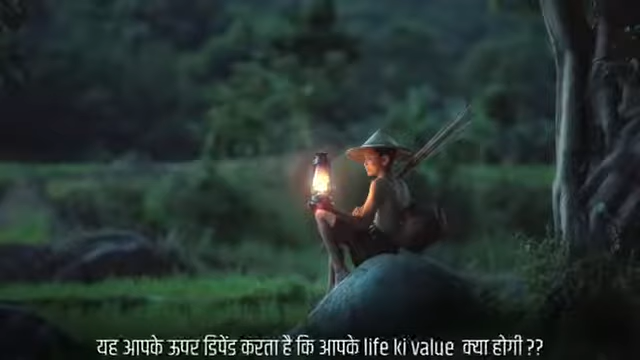 यह आपके ऊपर डिपेंड करता है कि आपके life ki value क्या होगी ??